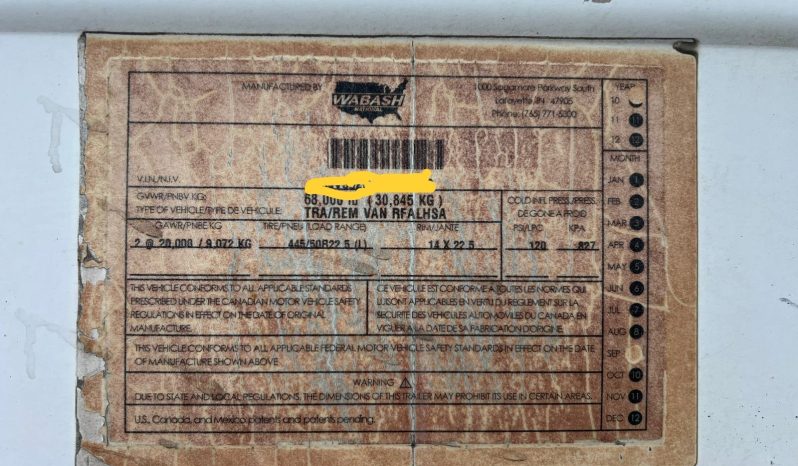 MANUFACTURED BY
WABASH
NATIONAL
1000 Sagamore Parkway South
Lafayette IN 47905
Phone: (765) 771-5300
V.I.N./N.I.V.
GVWR/PNBV KG: 68,000 lb ( 30,845 KG )
TYPE OF VEHICLE/TYPE DE VEHICULE: TRA/REM VAN RFALHSA
COLD INFL PRESS./PRESS.
DE GONF. A FROID
GAWR/PNBE KG TIRE/PNEU (LOAD RANGE) RIM/JANTE PSI/LPC KPA
2 @ 20,000 / 9,072 KG 445/50R22.5 (L) 14 X 22.5 120 827
THIS VEHICLE CONFORMS TO ALL APPLICABLE STANDARDS
PRESCRIBED UNDER THE CANADIAN MOTOR VEHICLE SAFETY
REGULATIONS IN EFFECT ON THE DATE OF ORIGINAL
MANUFACTURE.
CE VEHICULE EST CONFORME A TOUTES LES NORMES QUI
LUI SONT APPLICABLES EN VERTU DU REGLEMENT SUR LA
SECURITE DES VEHICULES AUTOMOBILES DU CANADA EN
VIGUER A LA DATE DE SA FABRICATION D'ORIGINE.
THIS VEHICLE CONFORMS TO ALL APPLICABLE FEDERAL MOTOR VEHICLE SAFETY STANDARDS IN EFFECT ON THE DATE
OF MANUFACTURE SHOWN ABOVE.
WARNING
DUE TO STATE AND LOCAL REGULATIONS, THE DIMENSIONS OF THIS TRAILER MAY PROHIBIT ITS USE IN CERTAIN AREAS.
U.S., Canada, and Mexico patents and patents pending.
YEAR
10
11
12
MONTH
JAN 1
FEB 2
MAR 3
APR 4
MAY 5
JUN 6
JUL 7
AUG 8
SEP
OCT 10
NOV 11
DEC 12